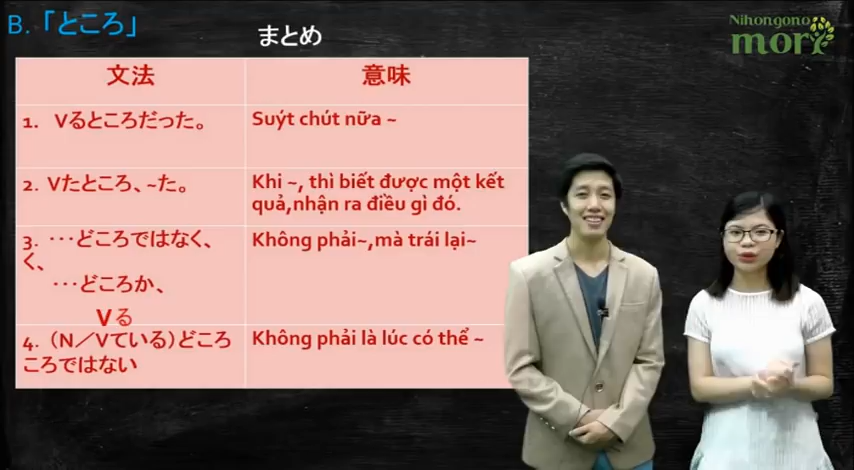 B. 「ところ」
まとめ
Nihongono
mori
文法
意味
1. Vるところだった。
Suýt chút nữa ~
2. Vたところ、~た。
Khi ~, thì biết được một kết
quả,nhận ra điều gì đó.
3. ・・・どころではなく、
く、
・・・どころか、
Không phải~,mà trái lại~
Vる
4. （N／Vている）どころ
ころではない
Không phải là lúc có thể ~